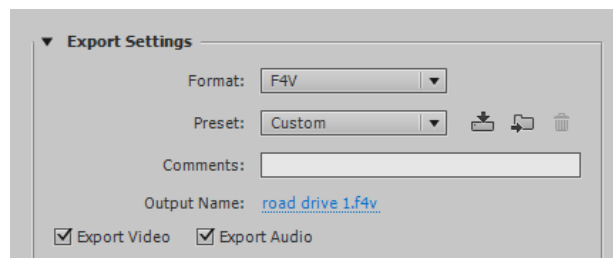 Export Settings
Format: F4V
Preset: Custom
Comments:
Output Name: road drive 1.f4v
Export Video Export Audio